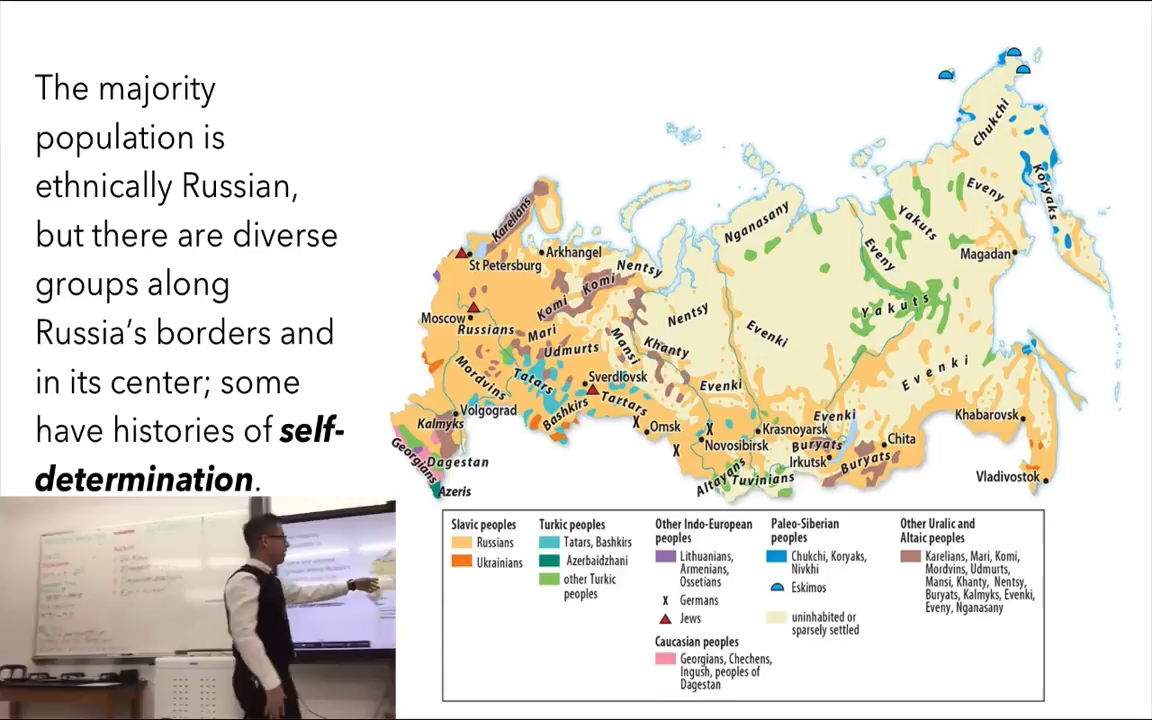 The majority
population is
ethnically Russian,
but there are diverse
groups along
Russia's borders and
in its center; some
have histories of self-
determination.
Chukchi
Koryaks
Eveny
Yakuts
Nganasany
Karelians
Arkhangel
St Petersburg
Nentsy
Eveny
Magadan
Komi
Komi
Nentsy
Yakuts
Moscow
Russians
Mari
Mansi
Khanty
Evenki
Udmurts
Mordvins
Tatars
Sverdlovsk
Evenki
Evenki
Tartars
Bashkirs
Volgograd
Kalmyks
X
Omsk
X
Krasnoyarsk
Evenki
Khabarovsk
Georgians
Dagestan
X
Novosibirsk
Buryats
Chita
Irkutsk
Buryats
Altayans
Tuvinians
Vladivostok
Azeris
Slavic peoples
Russians
Ukrainians
Turkic peoples
Tatars, Bashkirs
Azerbaidzhani
other Turkic
peoples
Other Indo-European
peoples
Lithuanians,
Armenians,
Ossetians
X Germans
Jews
Caucasian peoples
Georgians, Chechens,
Ingush, peoples of
Dagestan
Paleo-Siberian
peoples
Chukchi, Koryaks,
Nivkhi
Eskimos
uninhabited or
sparsely settled
Other Uralic and
Altaic peoples
Karelians, Mari, Komi,
Mordvins, Udmurts,
Mansi, Khanty, Nentsy,
Buryats, Kalmyks, Evenki,
Eveny, Nganasany